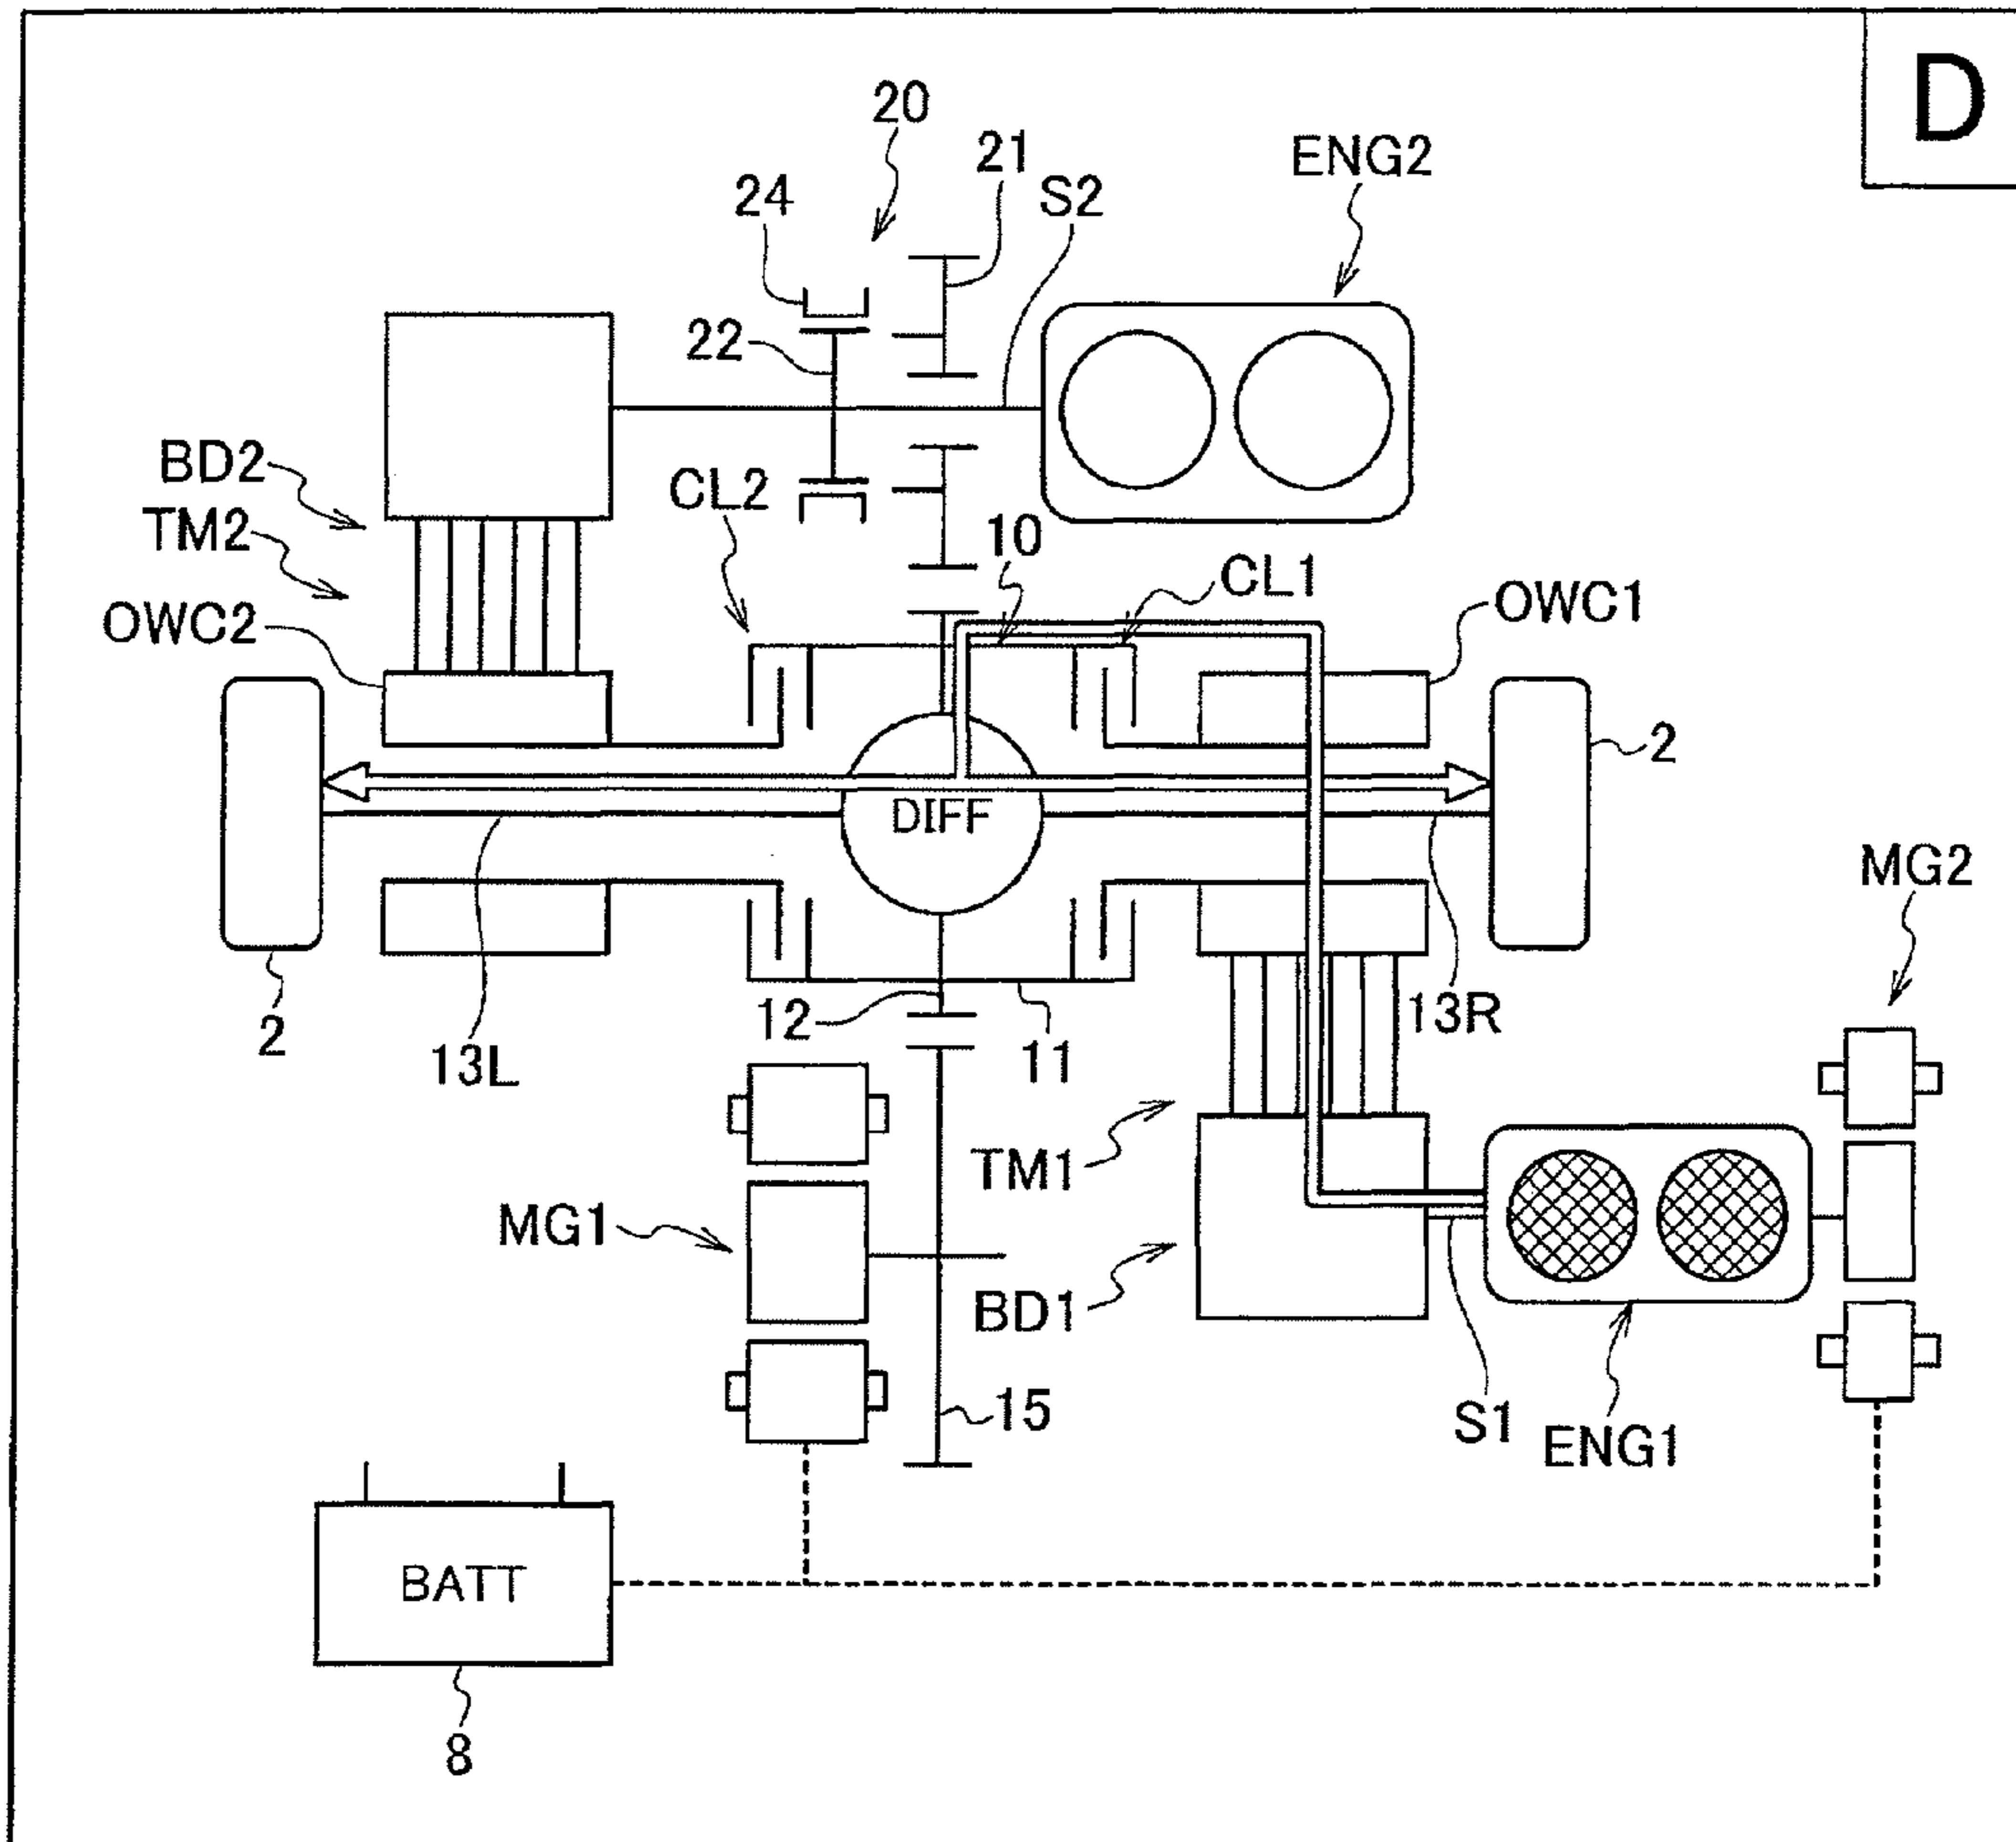 D
20
21
ENG2
24
S2
22
BD2
CL2
TM2
10
CL1
OWC2
OWC1
2
DIFF
MG2
12
13R
2
13L
11
TM1
MG1
BD1
15
S1
ENG1
BATT
8